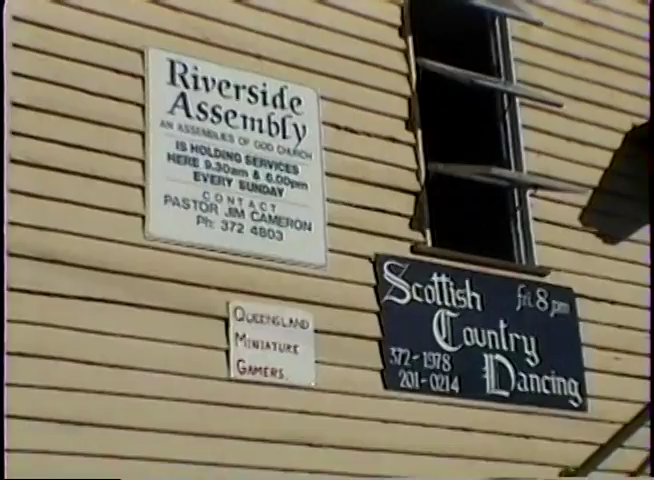 Riverside
Assembly
AN ASSEMBLIES OF GOD CHURCH
IS HOLDING SERVICES
HERE 9.30am & 6.00pm
EVERY SUNDAY
CONTACT
PASTOR JIM CAMERON
Ph: 372 4803
QUEENSLAND
MINIATURE
GAMERS.
Scottish fri 8 pm
Country
372-1978
201-0214 Dancing